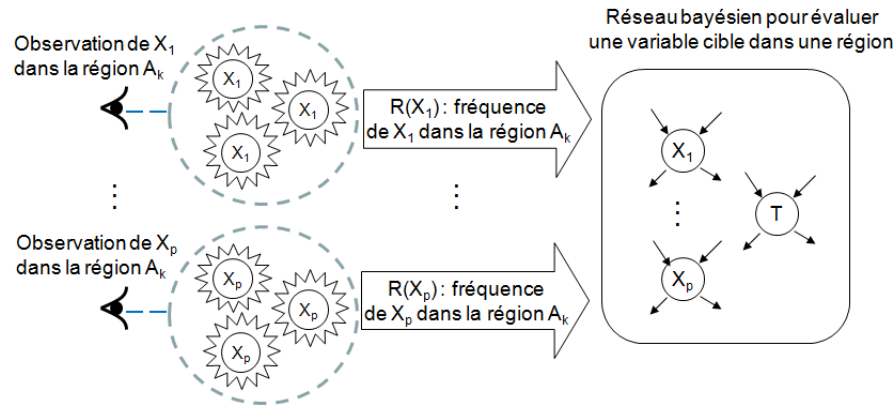 Réseau bayésien pour évaluer
une variable cible dans une région
Observation de X₁
dans la région Aₖ
X₁
X₁
X₁
R(X₁) : fréquence
de X₁ dans la région Aₖ
X₁
⋮
⋮
⋮
T
Observation de Xₚ
dans la région Aₖ
Xₚ
Xₚ
Xₚ
R(Xₚ) : fréquence
de Xₚ dans la région Aₖ
Xₚ